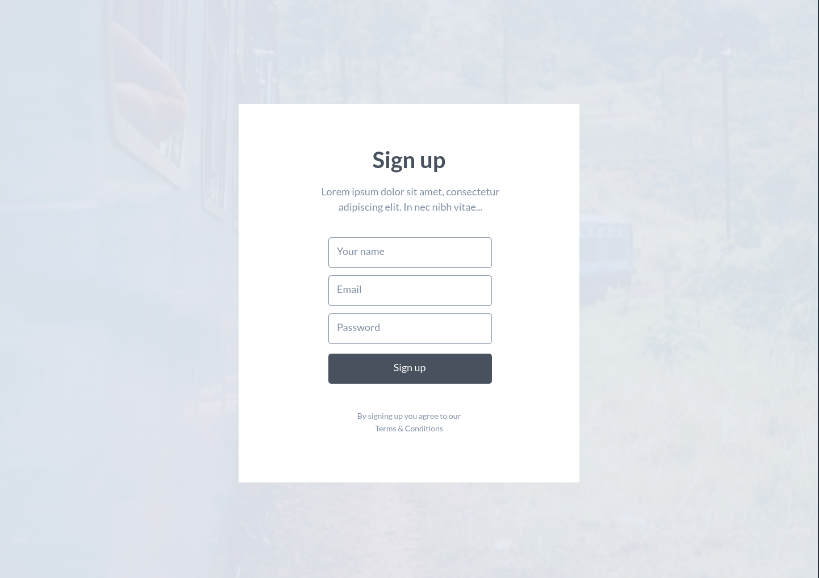 Sign up
Lorem ipsum dolor sit amet, consectetur
adipiscing elit. In nec nibh vitae...
Your name
Email
Password
Sign up
By signing up you agree to our
Terms & Conditions